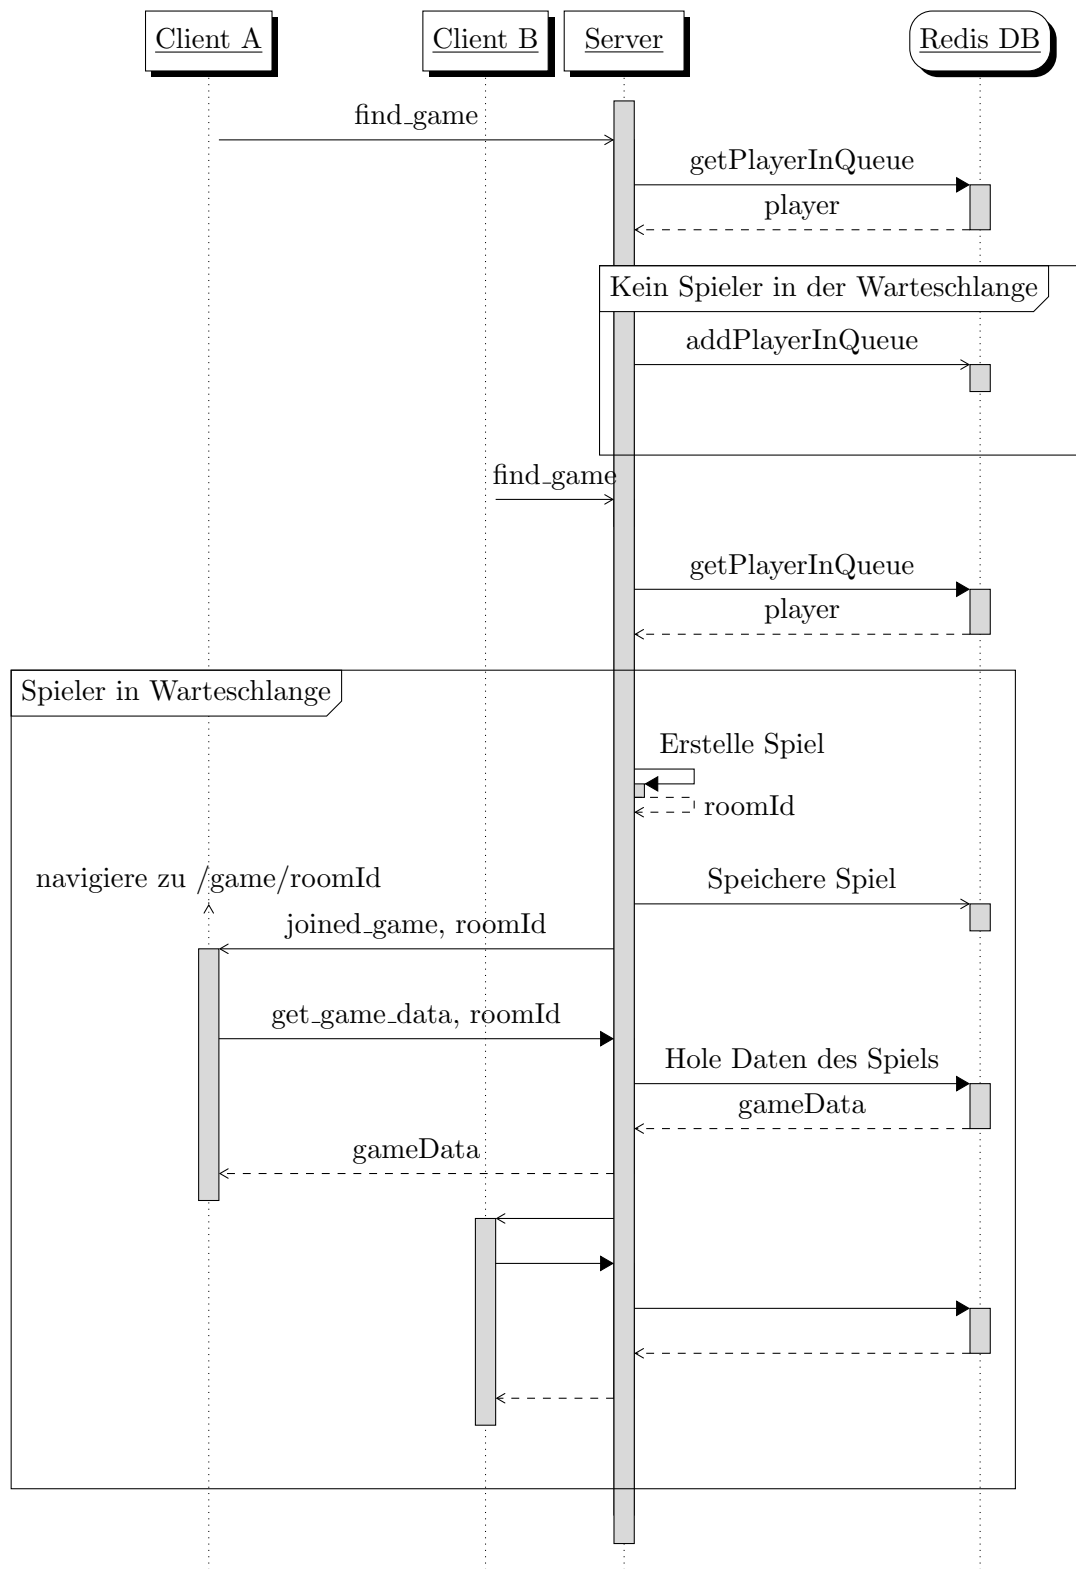 Client A
Client B
Server
Redis DB
find_game
getPlayerInQueue
player
Kein Spieler in der Warteschlange
addPlayerInQueue
find_game
getPlayerInQueue
player
Spieler in Warteschlange
Erstelle Spiel
roomId
navigiere zu /game/roomId
Speichere Spiel
joined_game, roomId
get_game_data, roomId
Hole Daten des Spiels
gameData
gameData